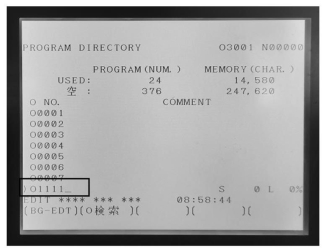 PROGRAM DIRECTORY O3001 N00000
PROGRAM(NUM.) MEMORY(CHAR.)
USED: 24 14,580
空: 376 247,620
O NO. COMMENT
O0001
O0002
O0003
O0004
O0005
O0006
O0007
)O1111_
S 0 L 0%
EDIT **** *** *** 08:58:44
(BG-EDT)(O検索 )( )( )( )